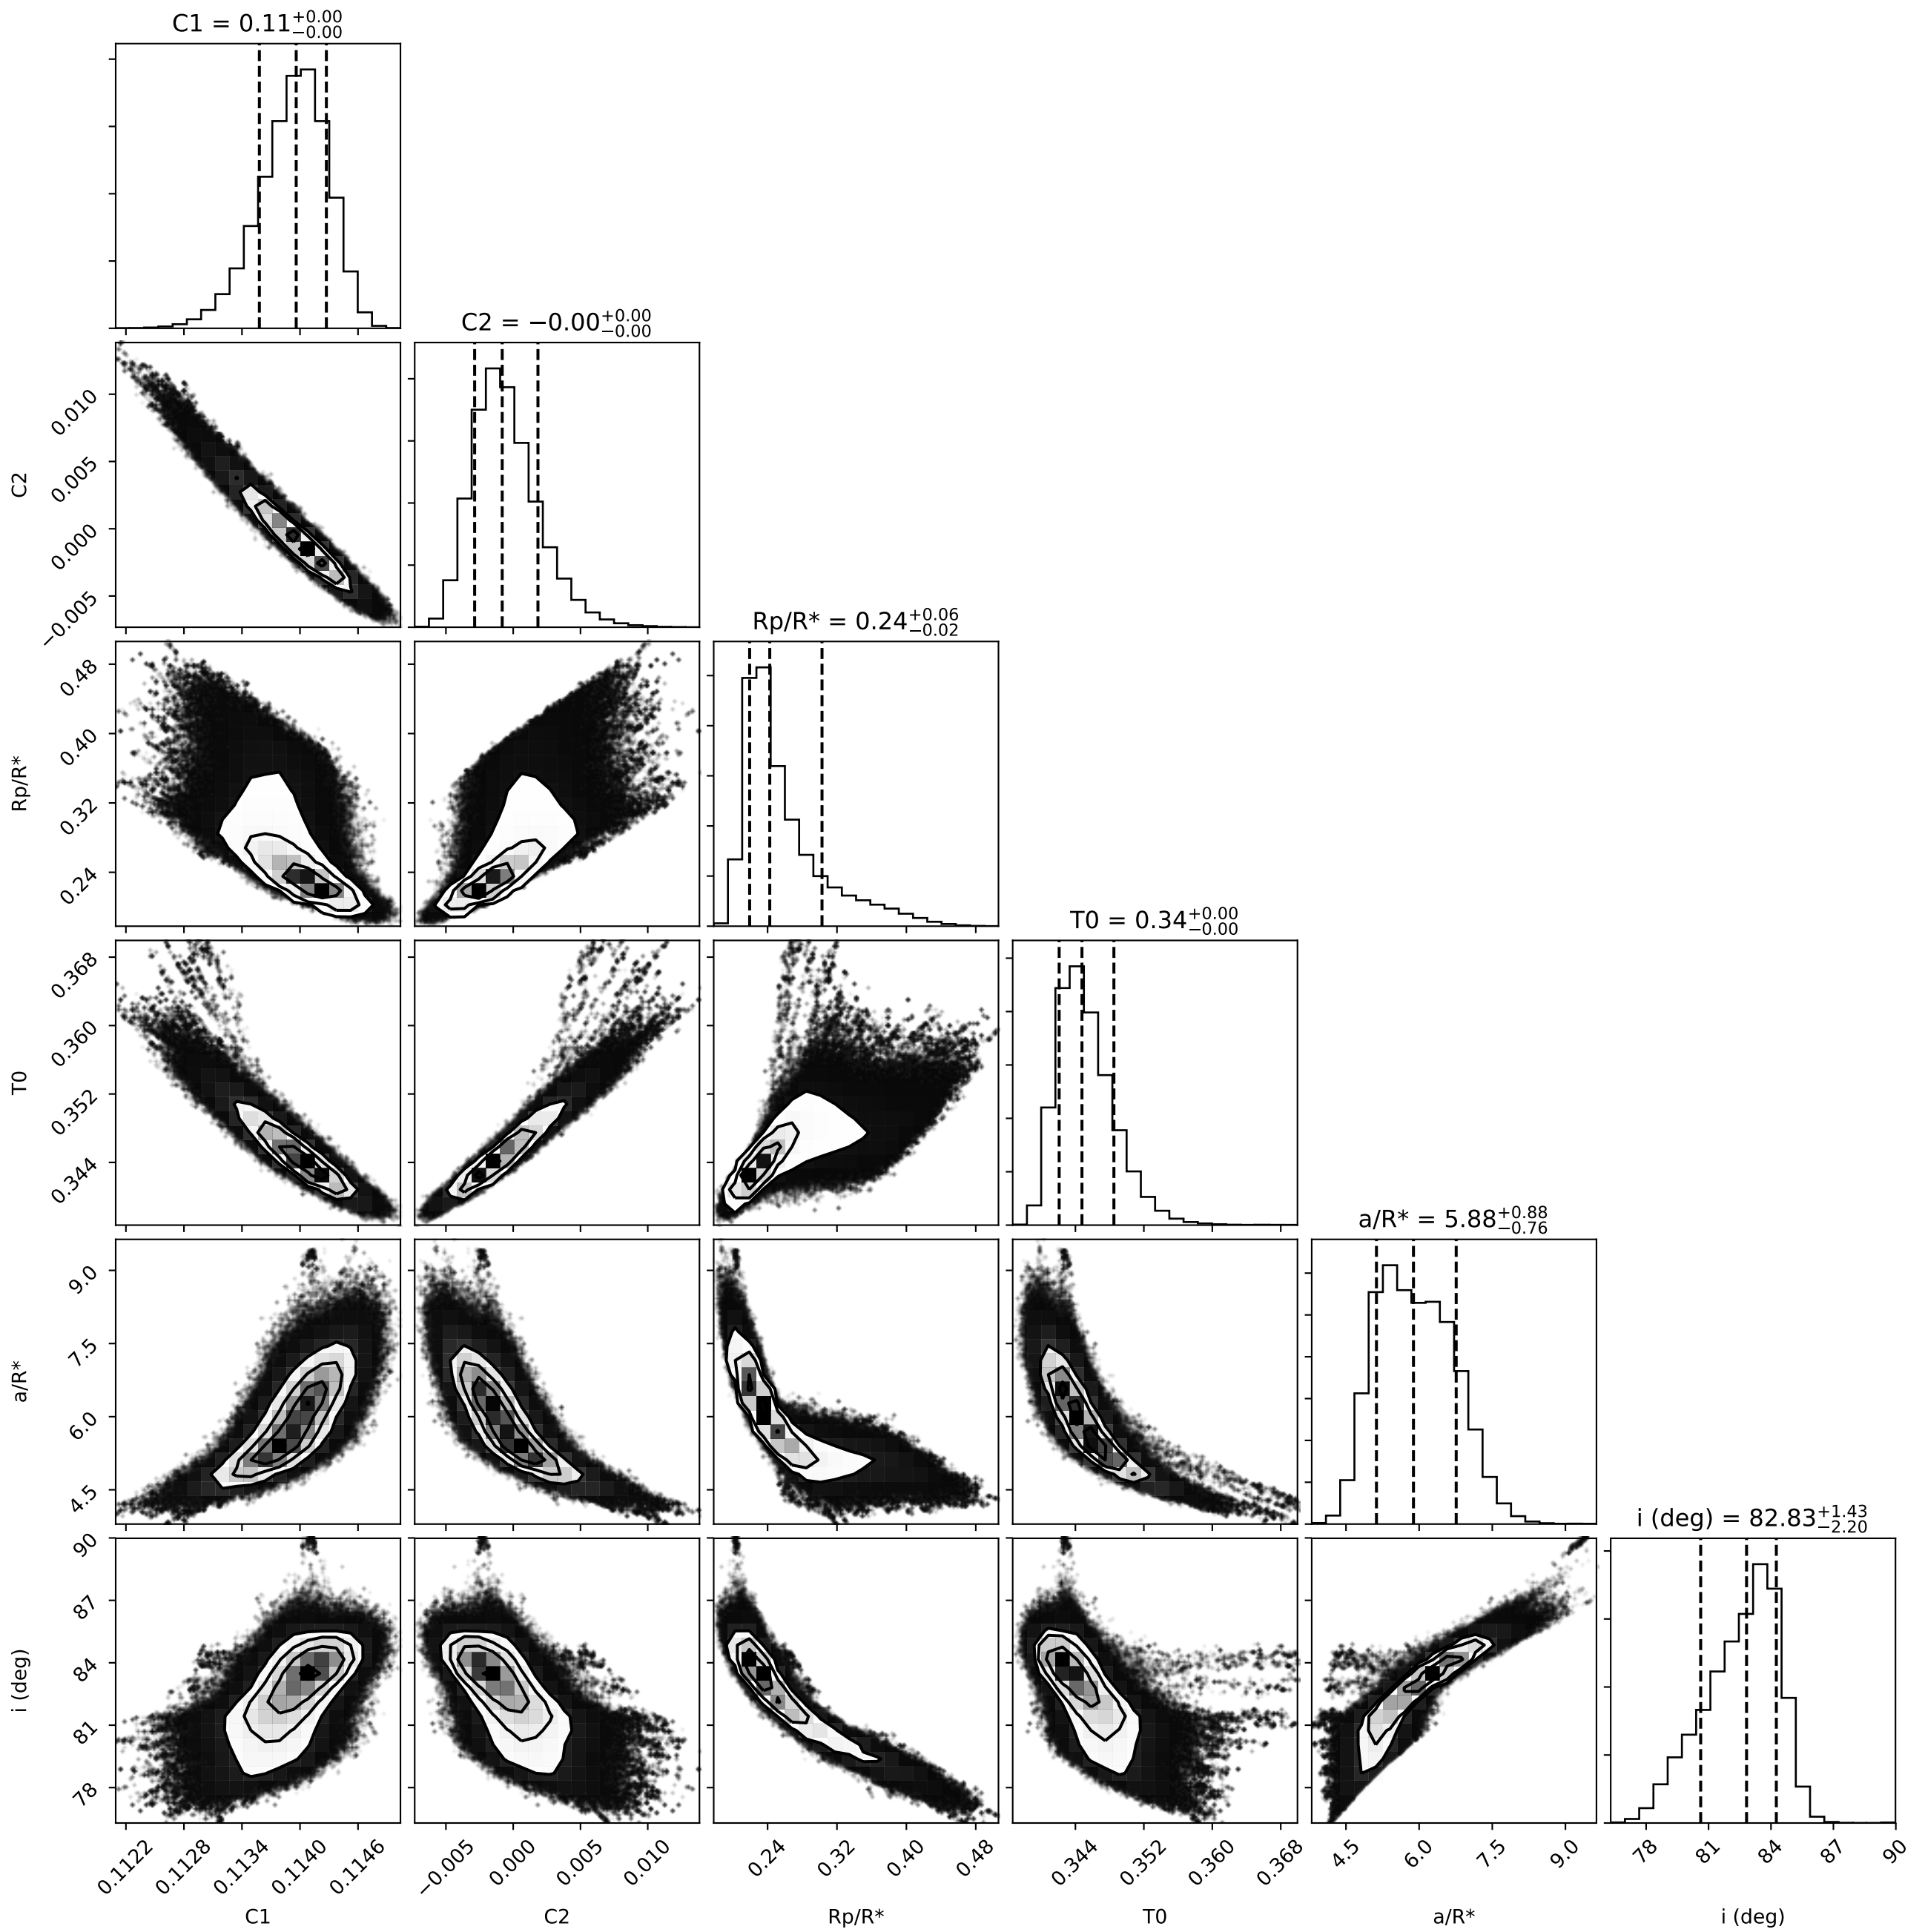 C1 = 0.11+0.00−0.00
C2 = −0.00+0.00−0.00
0.010
0.005
0.000
−0.005
C2
Rp/R* = 0.24+0.06−0.02
0.48
0.40
0.32
0.24
Rp/R*
T0 = 0.34+0.00−0.00
0.368
0.360
0.352
0.344
T0
a/R* = 5.88+0.88−0.76
9.0
7.5
6.0
4.5
a/R*
i (deg) = 82.83+1.43−2.20
90
87
84
81
78
i (deg)
0.1122 0.1128 0.1134 0.1140 0.1146 −0.005 0.000 0.005 0.010 0.24 0.32 0.40 0.48 0.344 0.352 0.360 0.368 4.5 6.0 7.5 9.0 78 81 84 87 90
C1 C2 Rp/R* T0 a/R* i (deg)